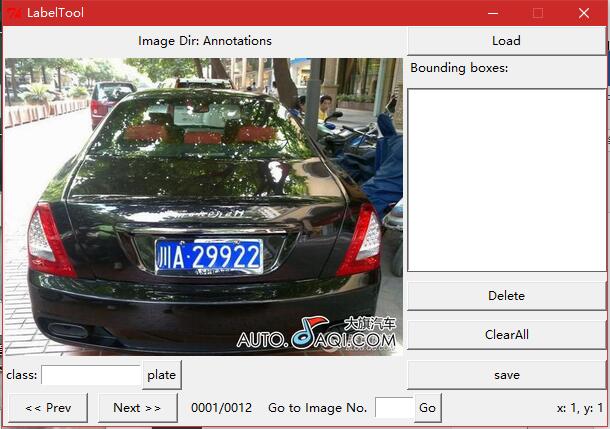 LabelTool
Image Dir: Annotations
Load
Bounding boxes:
川A·29922
大旗汽车
AUTO.DAQI.COM
Delete
ClearAll
class:
plate
save
<< Prev
Next >>
0001/0012
Go to Image No.
Go
x: 1, y: 1